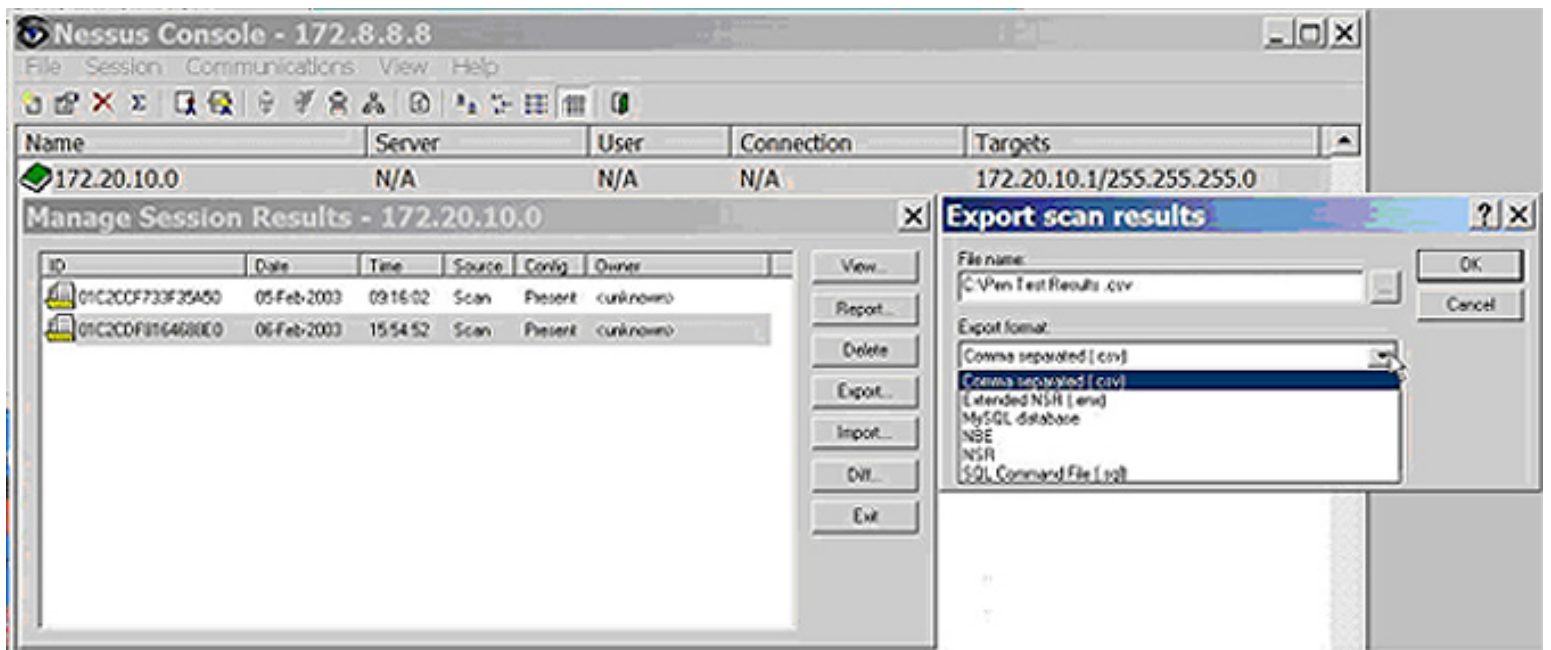 Nessus Console - 172.8.8.8
File Session Communications View Help
Name Server User Connection Targets
172.20.10.0 N/A N/A N/A 172.20.10.1/255.255.255.0
Manage Session Results - 172.20.10.0
ID Date Time Source Config Owner
05-Feb-2003 09:16:02 Scan Present <unknown>
06-Feb-2003 15:54:52 Scan Present <unknown>
View...
Report...
Delete
Export...
Import...
Diff...
Exit
Export scan results
File name:
C:\Pen Test Results .csv
...
OK
Cancel
Export format:
Comma separated (.csv)
Comma separated (.csv)
Extended NSR (.enx)
MySQL database
NBE
NSR
SQL Command File (.sql)